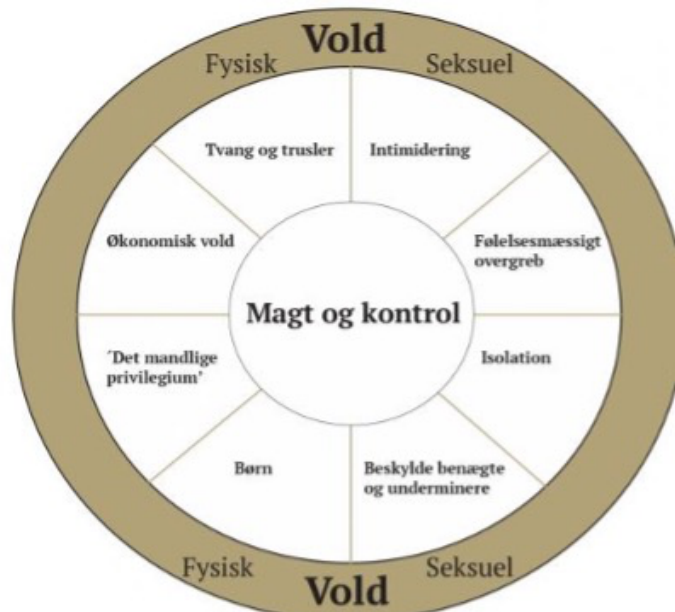 Vold
Fysisk
Seksuel
Tvang og trusler
Intimidering
Økonomisk vold
Følelsesmæssigt
overgreb
Magt og kontrol
´Det mandlige
privilegium’
Isolation
Børn
Beskylde benægte
og underminere
Fysisk
Seksuel
Vold